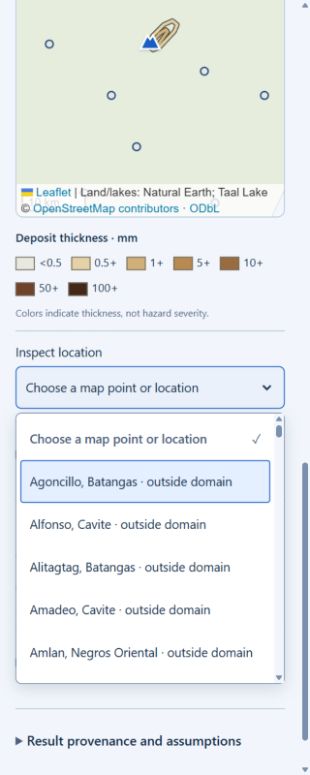 Leaflet | Land/lakes: Natural Earth; Taal Lake
© OpenStreetMap contributors · ODbL
Deposit thickness · mm
<0.5 0.5+ 1+ 5+ 10+
50+ 100+
Colors indicate thickness, not hazard severity.
Inspect location
Choose a map point or location
Choose a map point or location ✓
Agoncillo, Batangas · outside domain
Alfonso, Cavite · outside domain
Alitagtag, Batangas · outside domain
Amadeo, Cavite · outside domain
Amlan, Negros Oriental · outside domain
▶ Result provenance and assumptions